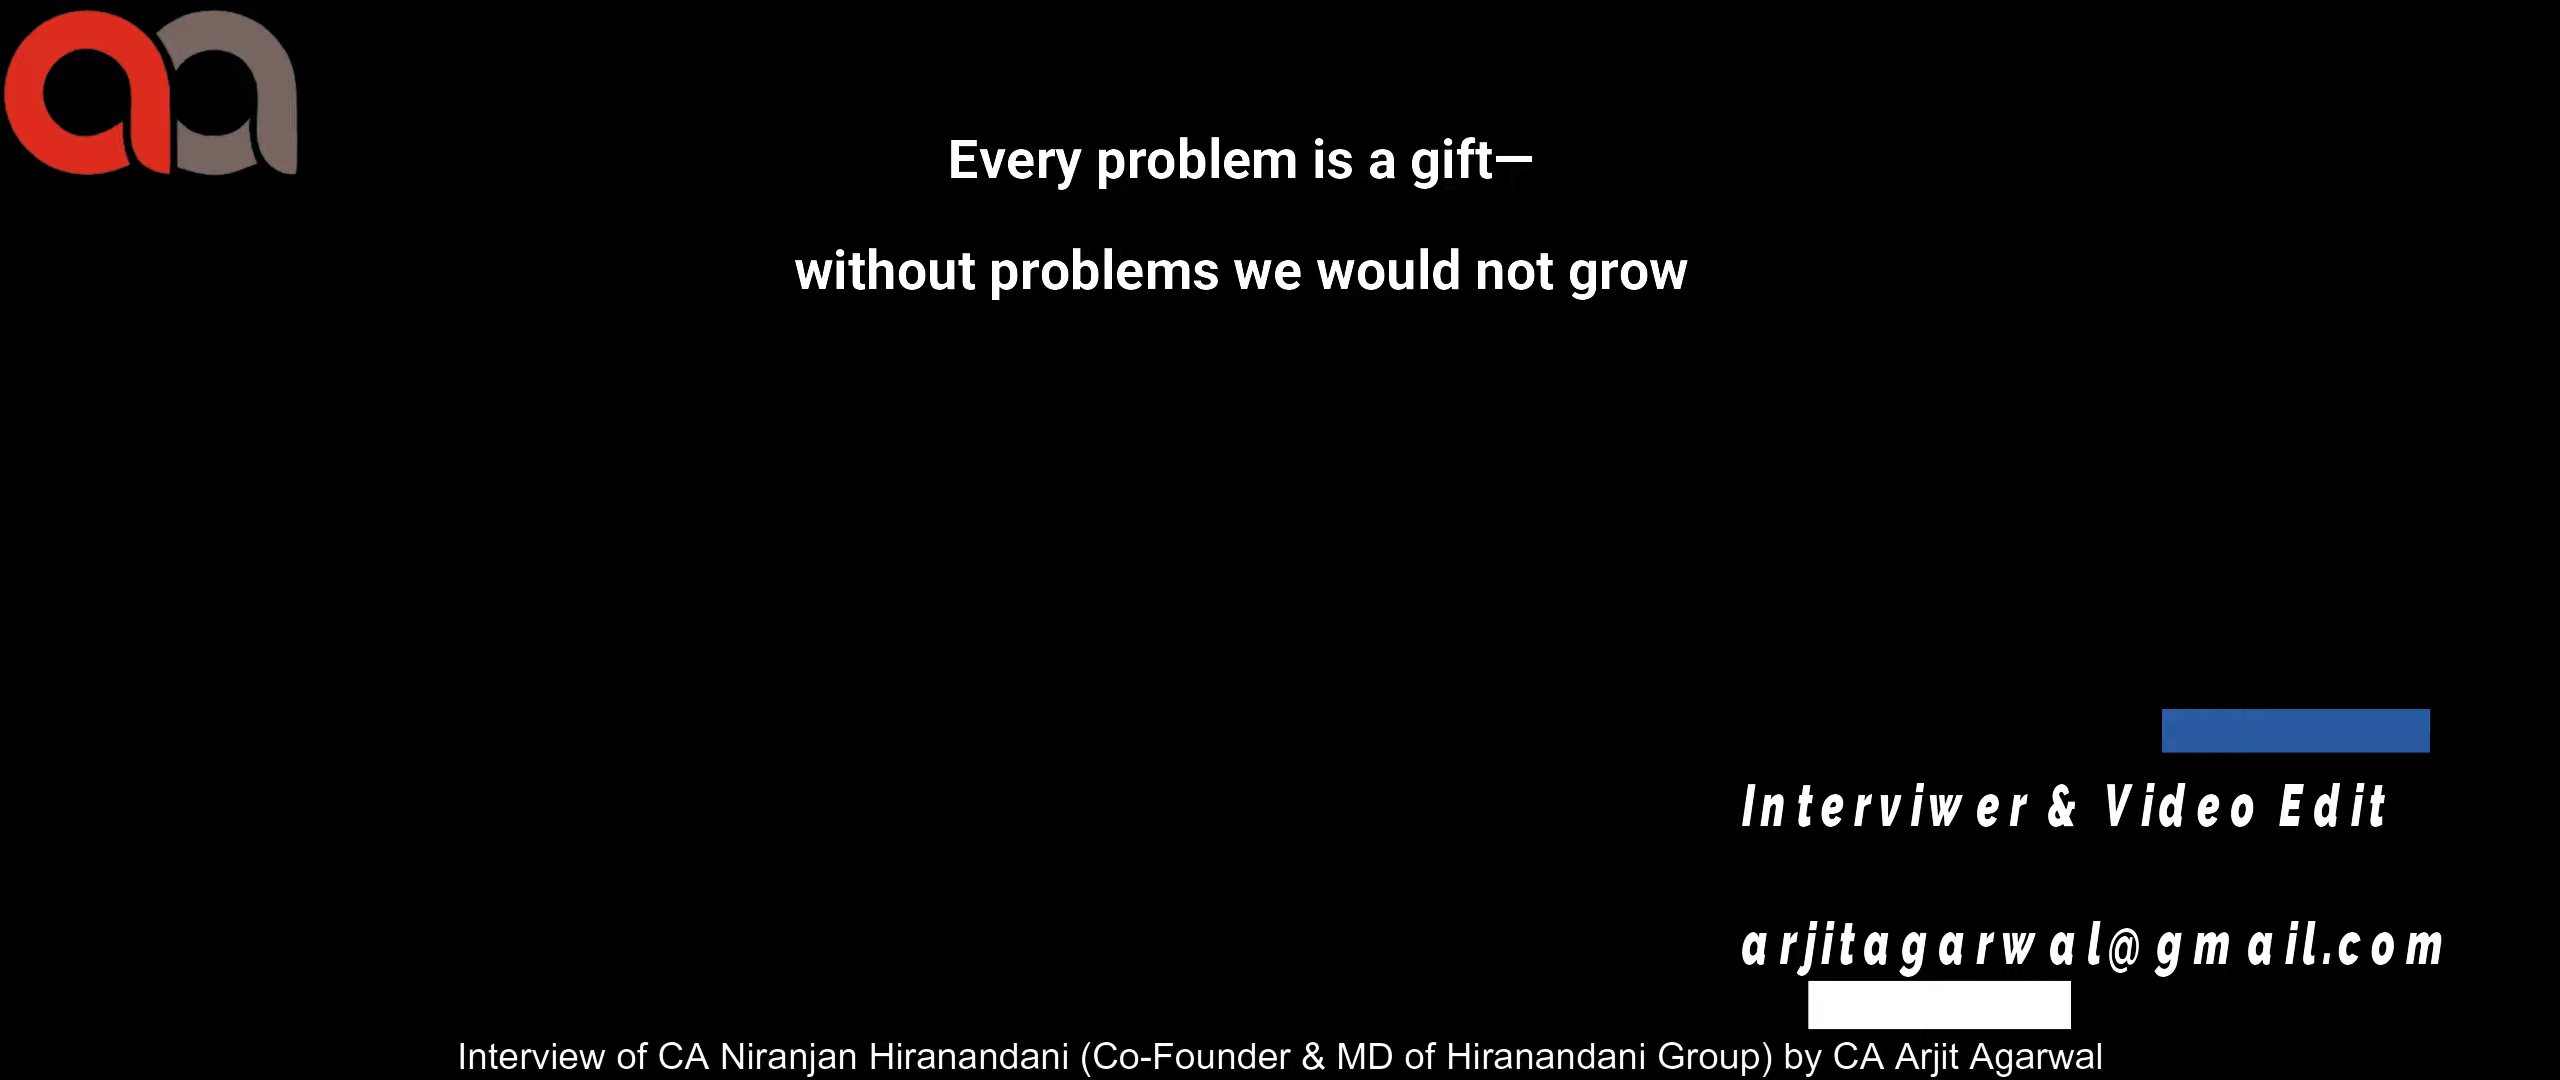 Every problem is a gift—
without problems we would not grow
Interviwer & Video Edit
arjitagarwal@gmail.com
Interview of CA Niranjan Hiranandani (Co-Founder & MD of Hiranandani Group) by CA Arjit Agarwal